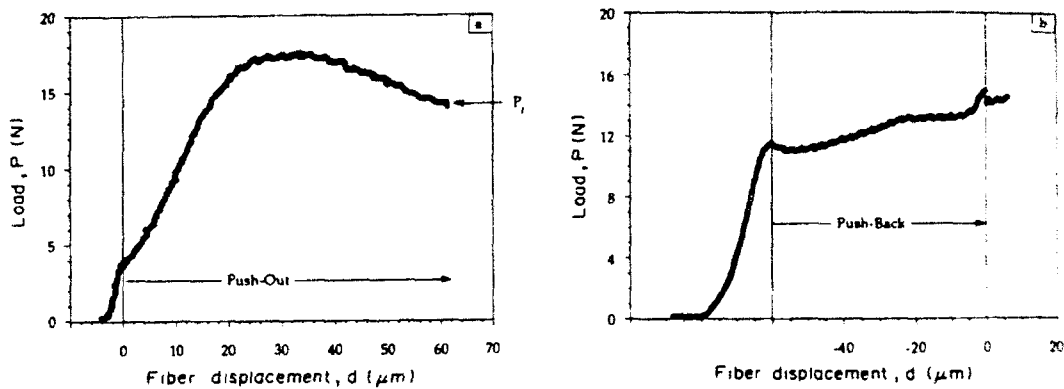 a
20
15
10
5
0
Load, P (N)
P_i
Push-Out
0 10 20 30 40 50 60 70
Fiber displacement, d (μm)
b
20
16
12
8
4
0
Load, P (N)
Push-Back
-40 -20 0 20
Fiber displacement, d (μm)